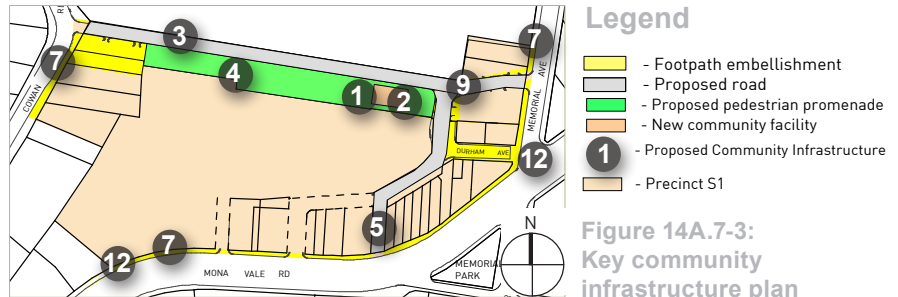 R
3
7
4
1
2
9
7
COWAN
MEMORIAL AVE
DURHAM AVE
12
5
7
12
MONA VALE RD
MEMORIAL
PARK
N
Legend
- Footpath embellishment
- Proposed road
- Proposed pedestrian promenade
- New community facility
1 - Proposed Community Infrastructure
- Precinct S1
Figure 14A.7-3:
Key community
infrastructure plan